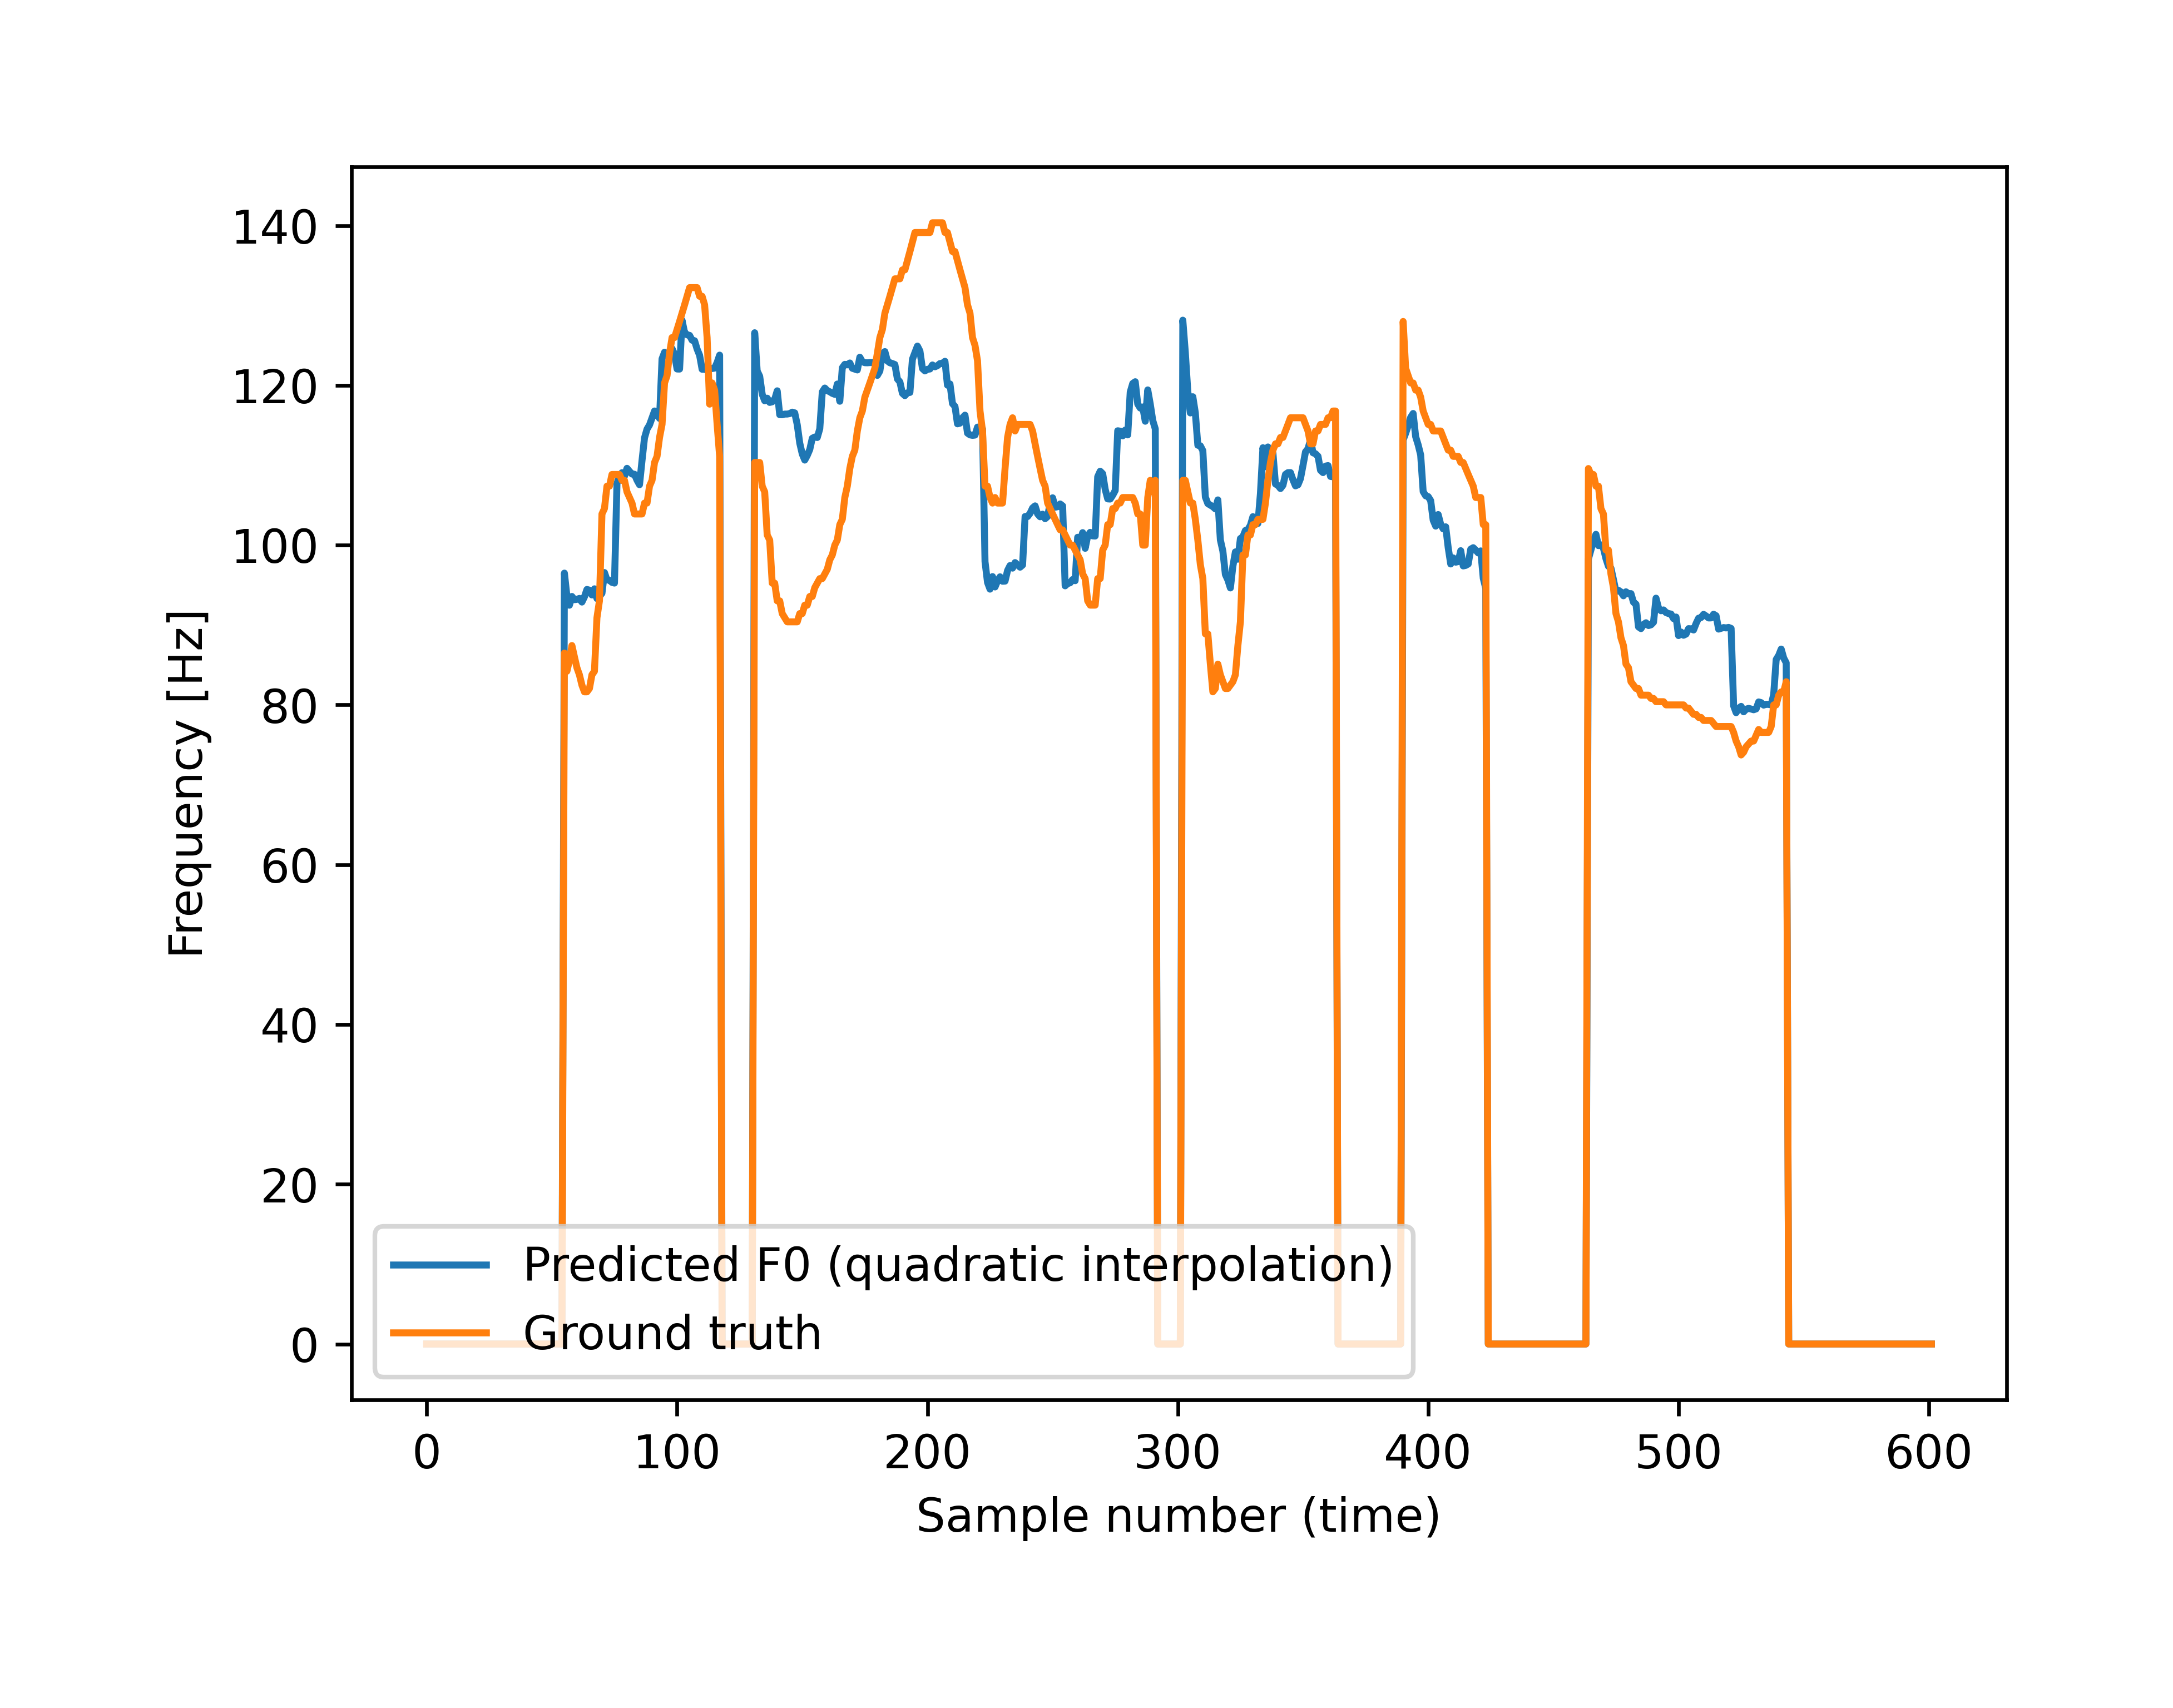 140
120
100
80
60
40
20
0
Frequency [Hz]
Predicted F0 (quadratic interpolation)
Ground truth
0 100 200 300 400 500 600
Sample number (time)